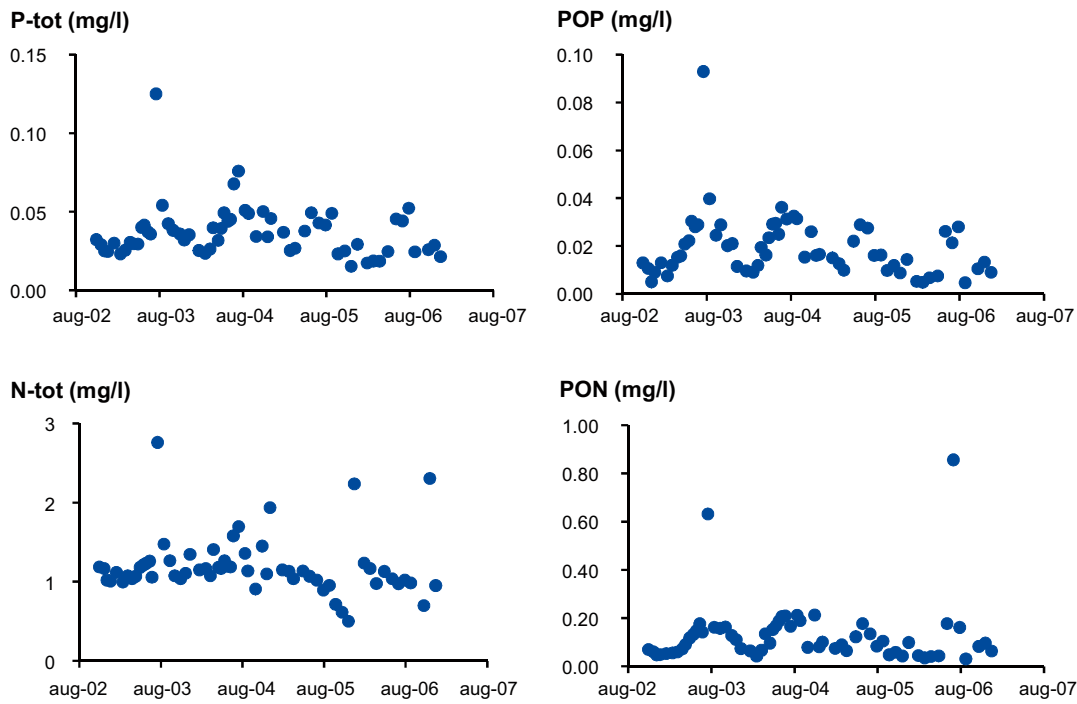 P-tot (mg/l)
0.15
0.10
0.05
0.00
aug-02 aug-03 aug-04 aug-05 aug-06 aug-07
POP (mg/l)
0.10
0.08
0.06
0.04
0.02
0.00
aug-02 aug-03 aug-04 aug-05 aug-06 aug-07
N-tot (mg/l)
3
2
1
0
aug-02 aug-03 aug-04 aug-05 aug-06 aug-07
PON (mg/l)
1.00
0.80
0.60
0.40
0.20
0.00
aug-02 aug-03 aug-04 aug-05 aug-06 aug-07